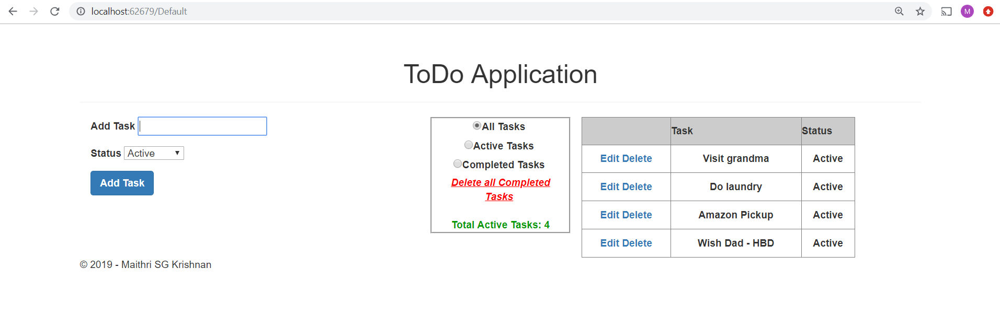 localhost:62679/Default
M
ToDo Application
Add Task
Status Active
Add Task
All Tasks
Active Tasks
Completed Tasks
Delete all Completed
Tasks
Total Active Tasks: 4
Task Status
Edit Delete Visit grandma Active
Edit Delete Do laundry Active
Edit Delete Amazon Pickup Active
Edit Delete Wish Dad - HBD Active
© 2019 - Maithri SG Krishnan